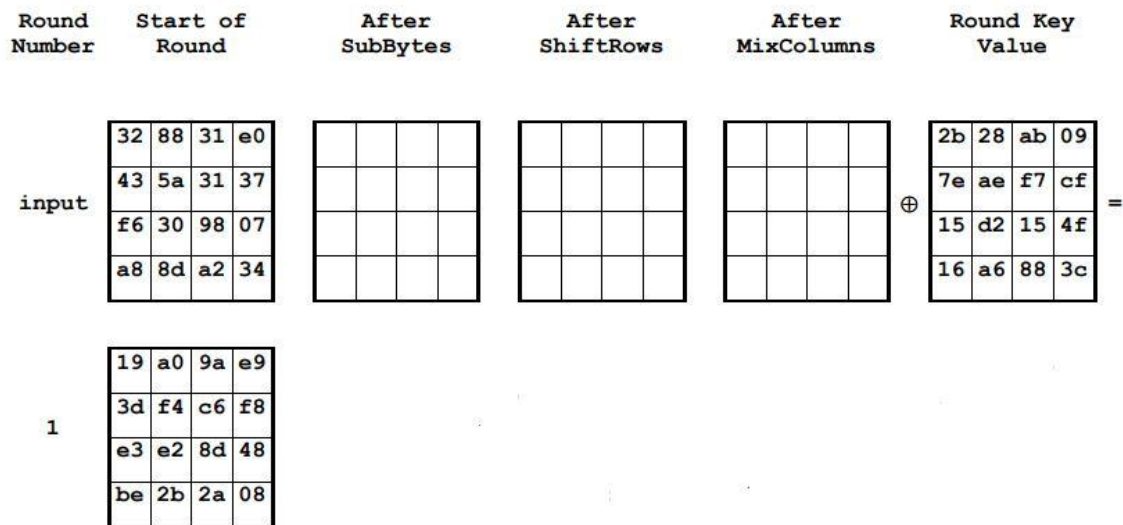 Round Number Start of Round After SubBytes After ShiftRows After MixColumns Round Key Value
32 88 31 e0 2b 28 ab 09
43 5a 31 37 7e ae f7 cf
input ⊕ =
f6 30 98 07 15 d2 15 4f
a8 8d a2 34 16 a6 88 3c
19 a0 9a e9
3d f4 c6 f8
1
e3 e2 8d 48
be 2b 2a 08